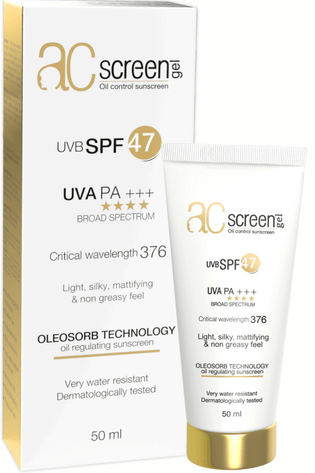 ac screen gel
Oil control sunscreen
UVB SPF 47
UVA PA +++
BROAD SPECTRUM
Critical wavelength 376
Light, silky, mattifying
& non greasy feel
OLEOSORB TECHNOLOGY
oil regulating sunscreen
Very water resistant
Dermatologically tested
50 ml
ac screen gel
Oil control sunscreen
UVB SPF 47
UVA PA +++
BROAD SPECTRUM
Critical wavelength 376
Light, silky, mattifying
& non greasy feel
OLEOSORB TECHNOLOGY
oil regulating sunscreen
Very water resistant
Dermatologically tested
50 ml